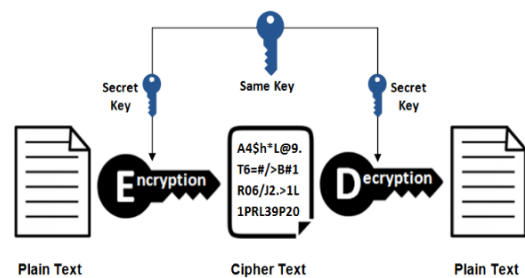 Secret
Key
Same Key
Secret
Key
Encryption
A4$h*L@9.
T6=#/>B#1
R06/J2.>1L
1PRL39P20
Decryption
Plain Text
Cipher Text
Plain Text